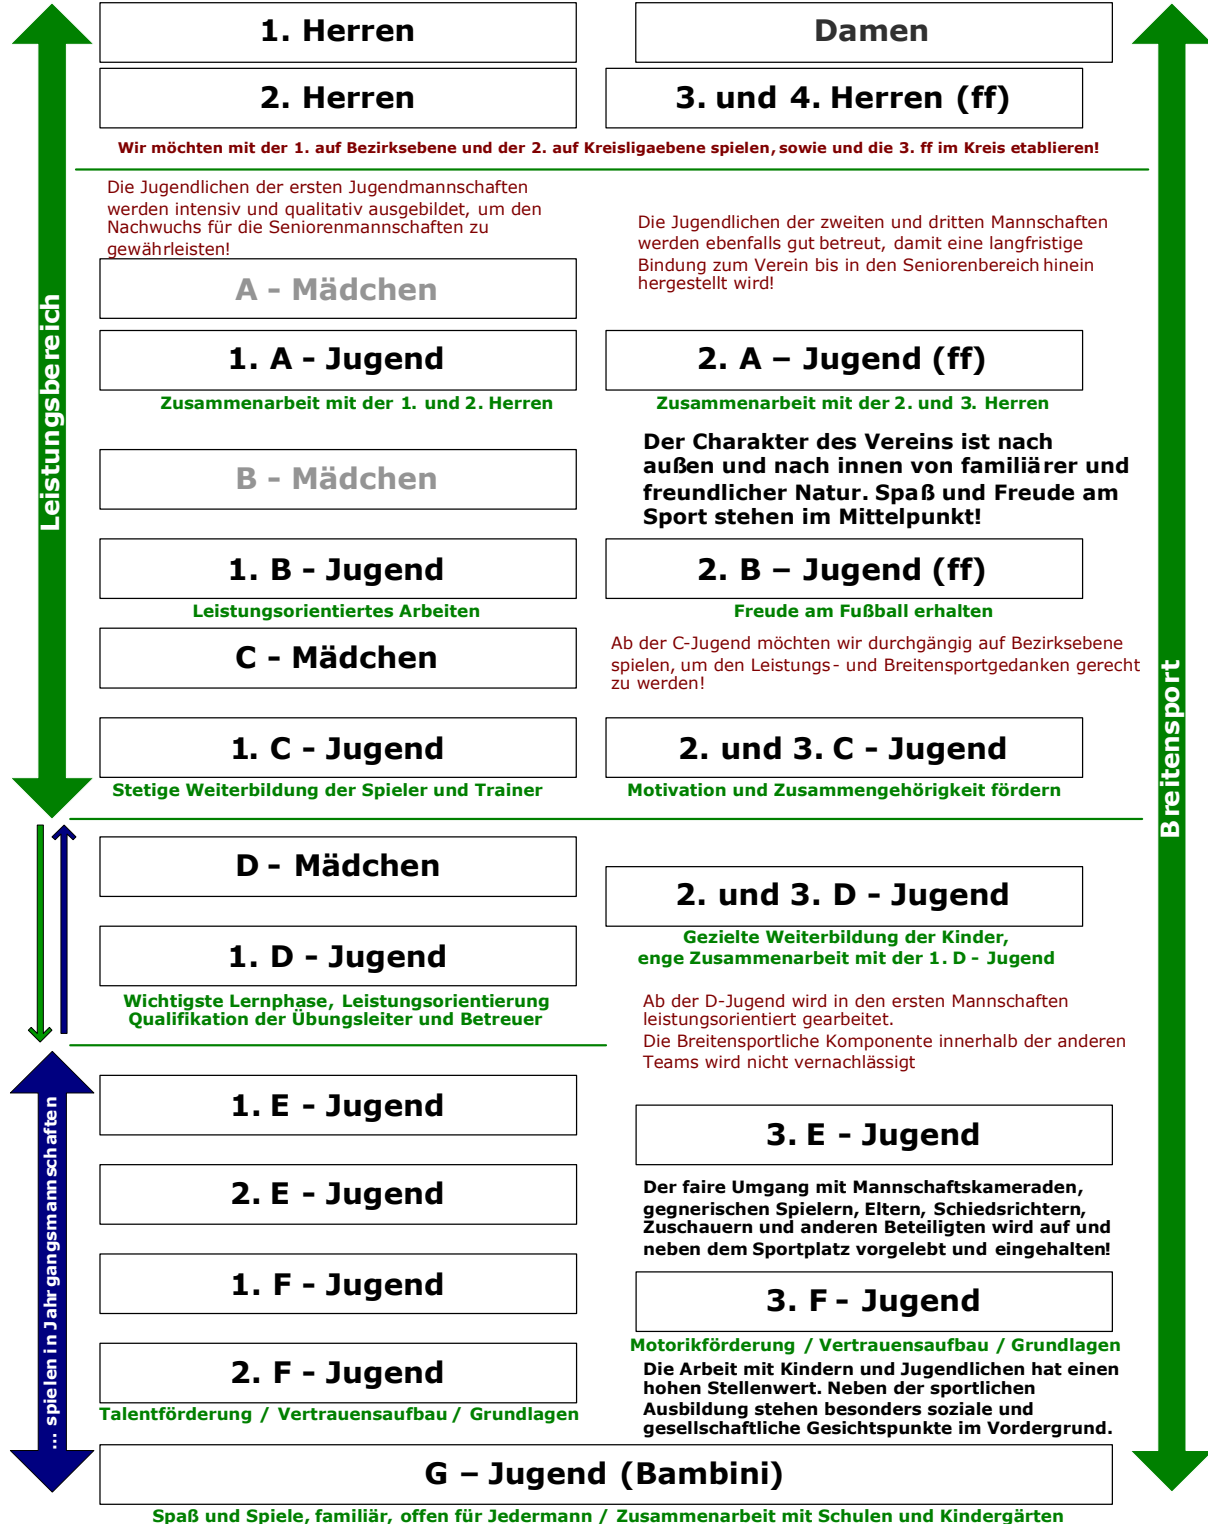 1. Herren
Damen
2. Herren
3. und 4. Herren (ff)
Wir möchten mit der 1. auf Bezirksebene und der 2. auf Kreisligaebene spielen, sowie und die 3. ff im Kreis etablieren!
Die Jugendlichen der ersten Jugendmannschaften
werden intensiv und qualitativ ausgebildet, um den
Nachwuchs für die Seniorenmannschaften zu
gewährleisten!
Die Jugendlichen der zweiten und dritten Mannschaften
werden ebenfalls gut betreut, damit eine langfristige
Bindung zum Verein bis in den Seniorenbereich hinein
hergestellt wird!
A - Mädchen
Leistungsbereich
1. A - Jugend
2. A – Jugend (ff)
Zusammenarbeit mit der 1. und 2. Herren
Zusammenarbeit mit der 2. und 3. Herren
Der Charakter des Vereins ist nach
außen und nach innen von familiärer und
freundlicher Natur. Spaß und Freude am
Sport stehen im Mittelpunkt!
B - Mädchen
1. B - Jugend
2. B – Jugend (ff)
Leistungsorientiertes Arbeiten
Freude am Fußball erhalten
C - Mädchen
Ab der C-Jugend möchten wir durchgängig auf Bezirksebene
spielen, um den Leistungs- und Breitensportgedanken gerecht
zu werden!
Breitensport
1. C - Jugend
2. und 3. C - Jugend
Stetige Weiterbildung der Spieler und Trainer
Motivation und Zusammengehörigkeit fördern
D - Mädchen
2. und 3. D - Jugend
1. D - Jugend
Gezielte Weiterbildung der Kinder,
enge Zusammenarbeit mit der 1. D - Jugend
Wichtigste Lernphase, Leistungsorientierung
Qualifikation der Übungsleiter und Betreuer
Ab der D-Jugend wird in den ersten Mannschaften
leistungsorientiert gearbeitet.
Die Breitensportliche Komponente innerhalb der anderen
Teams wird nicht vernachlässigt
... spielen in Jahrgangsmannschaften
1. E - Jugend
3. E - Jugend
2. E - Jugend
Der faire Umgang mit Mannschaftskameraden,
gegnerischen Spielern, Eltern, Schiedsrichtern,
Zuschauern und anderen Beteiligten wird auf und
neben dem Sportplatz vorgelebt und eingehalten!
1. F - Jugend
3. F - Jugend
Motorikförderung / Vertrauensaufbau / Grundlagen
2. F - Jugend
Talentförderung / Vertrauensaufbau / Grundlagen
Die Arbeit mit Kindern und Jugendlichen hat einen
hohen Stellenwert. Neben der sportlichen
Ausbildung stehen besonders soziale und
gesellschaftliche Gesichtspunkte im Vordergrund.
G – Jugend (Bambini)
Spaß und Spiele, familiär, offen für Jedermann / Zusammenarbeit mit Schulen und Kindergärten